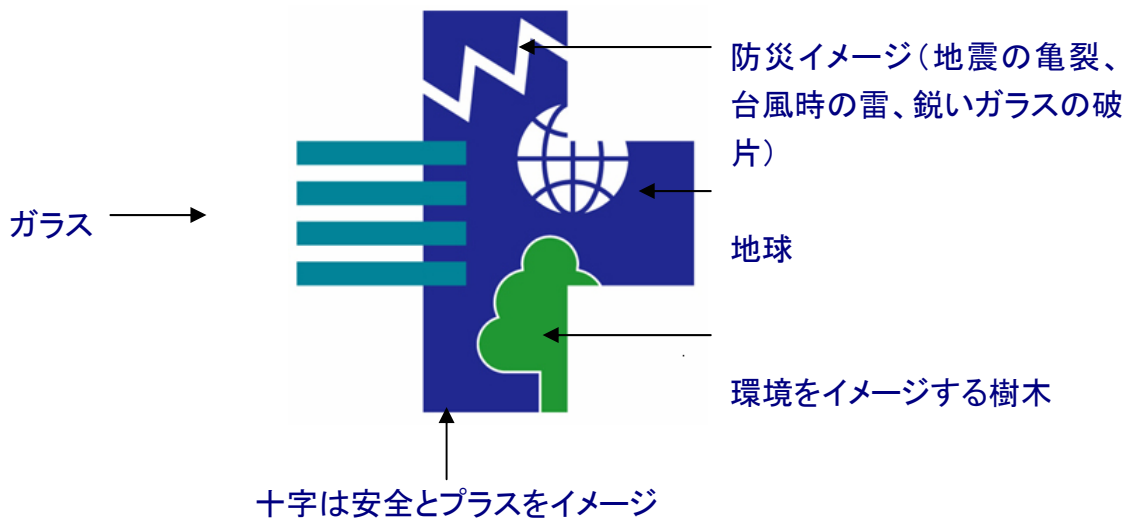 防災イメージ（地震の亀裂、
台風時の雷、鋭いガラスの破
片）
ガラス
地球
環境をイメージする樹木
十字は安全とプラスをイメージ